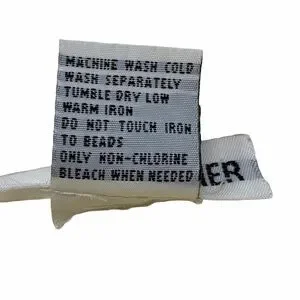 MACHINE WASH COLD
WASH SEPARATELY
TUMBLE DRY LOW
WARM IRON
DO NOT TOUCH IRON
TO BEADS
ONLY NON-CHLORINE
BLEACH WHEN NEEDED